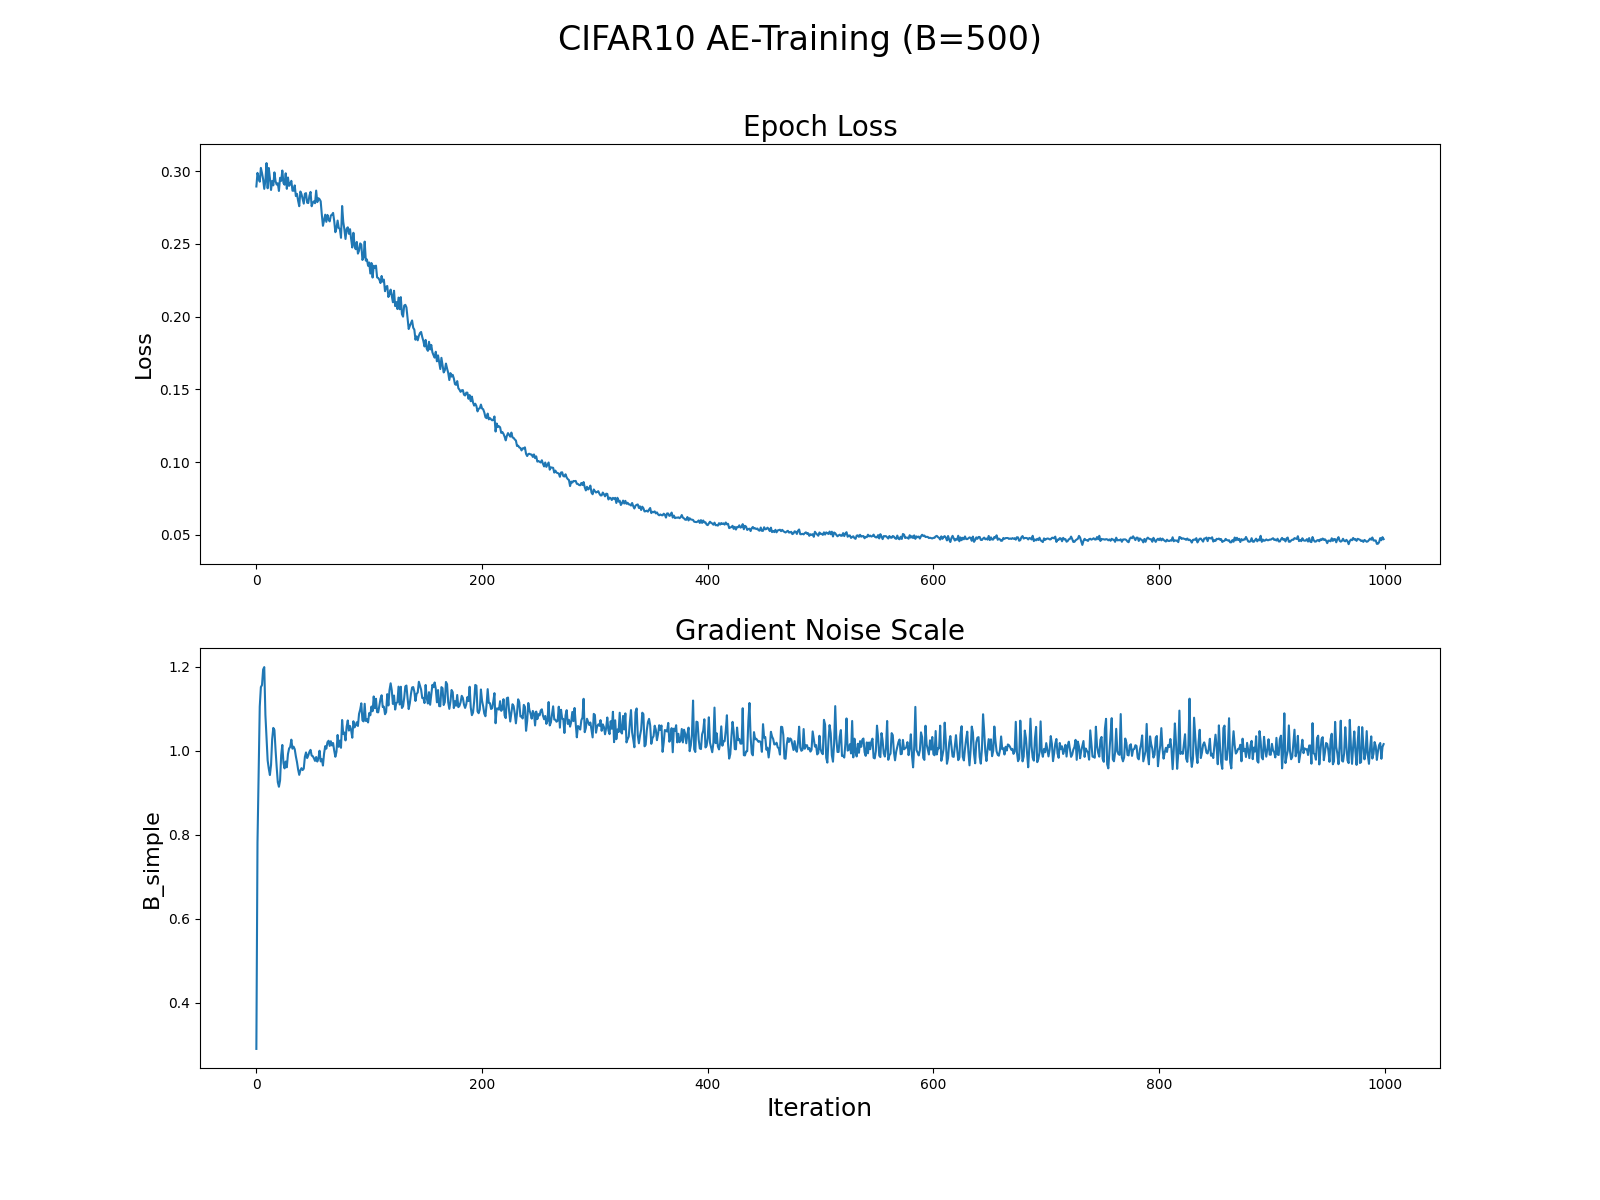 CIFAR10 AE-Training (B=500)
Epoch Loss
Loss
0.30
0.25
0.20
0.15
0.10
0.05
0 200 400 600 800 1000
Gradient Noise Scale
B_simple
1.2
1.0
0.8
0.6
0.4
0 200 400 600 800 1000
Iteration